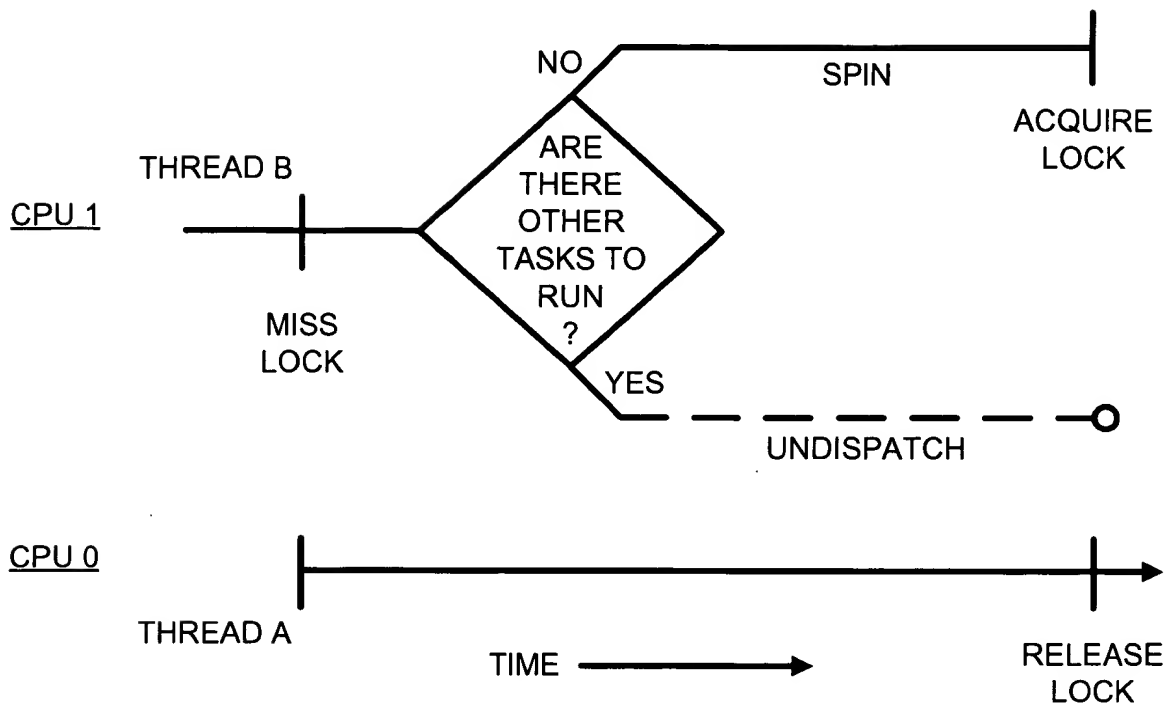 NO
SPIN
ACQUIRE
LOCK
THREAD B
CPU 1
MISS
LOCK
ARE
THERE
OTHER
TASKS TO
RUN
?
YES
UNDISPATCH
CPU 0
THREAD A
TIME
RELEASE
LOCK